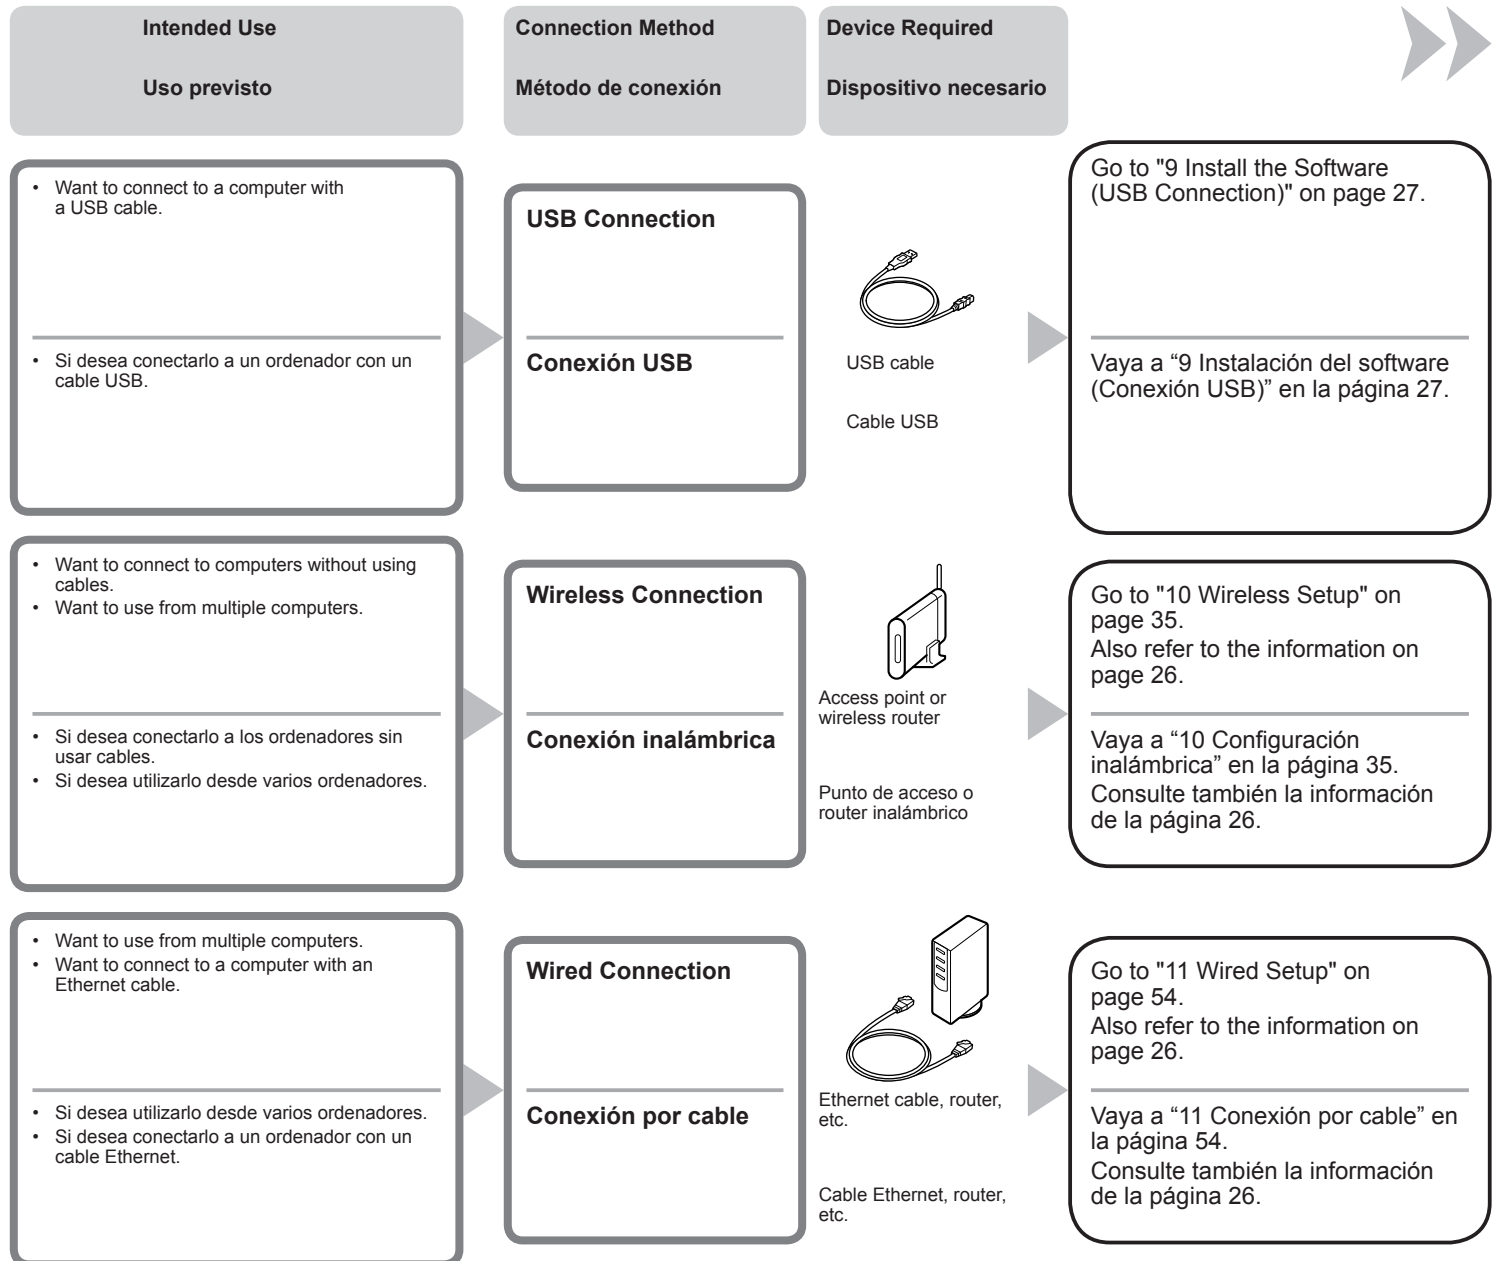 Intended Use
Uso previsto
Connection Method
Método de conexión
Device Required
Dispositivo necesario
• Want to connect to a computer with
a USB cable.
• Si desea conectarlo a un ordenador con un
cable USB.
USB Connection
Conexión USB
USB cable
Cable USB
Go to "9 Install the Software
(USB Connection)" on page 27.
Vaya a “9 Instalación del software
(Conexión USB)” en la página 27.
• Want to connect to computers without using
cables.
• Want to use from multiple computers.
• Si desea conectarlo a los ordenadores sin
usar cables.
• Si desea utilizarlo desde varios ordenadores.
Wireless Connection
Conexión inalámbrica
Access point or
wireless router
Punto de acceso o
router inalámbrico
Go to "10 Wireless Setup" on
page 35.
Also refer to the information on
page 26.
Vaya a “10 Configuración
inalámbrica” en la página 35.
Consulte también la información
de la página 26.
• Want to use from multiple computers.
• Want to connect to a computer with an
Ethernet cable.
• Si desea utilizarlo desde varios ordenadores.
• Si desea conectarlo a un ordenador con un
cable Ethernet.
Wired Connection
Conexión por cable
Ethernet cable, router,
etc.
Cable Ethernet, router,
etc.
Go to "11 Wired Setup" on
page 54.
Also refer to the information on
page 26.
Vaya a “11 Conexión por cable” en
la página 54.
Consulte también la información
de la página 26.